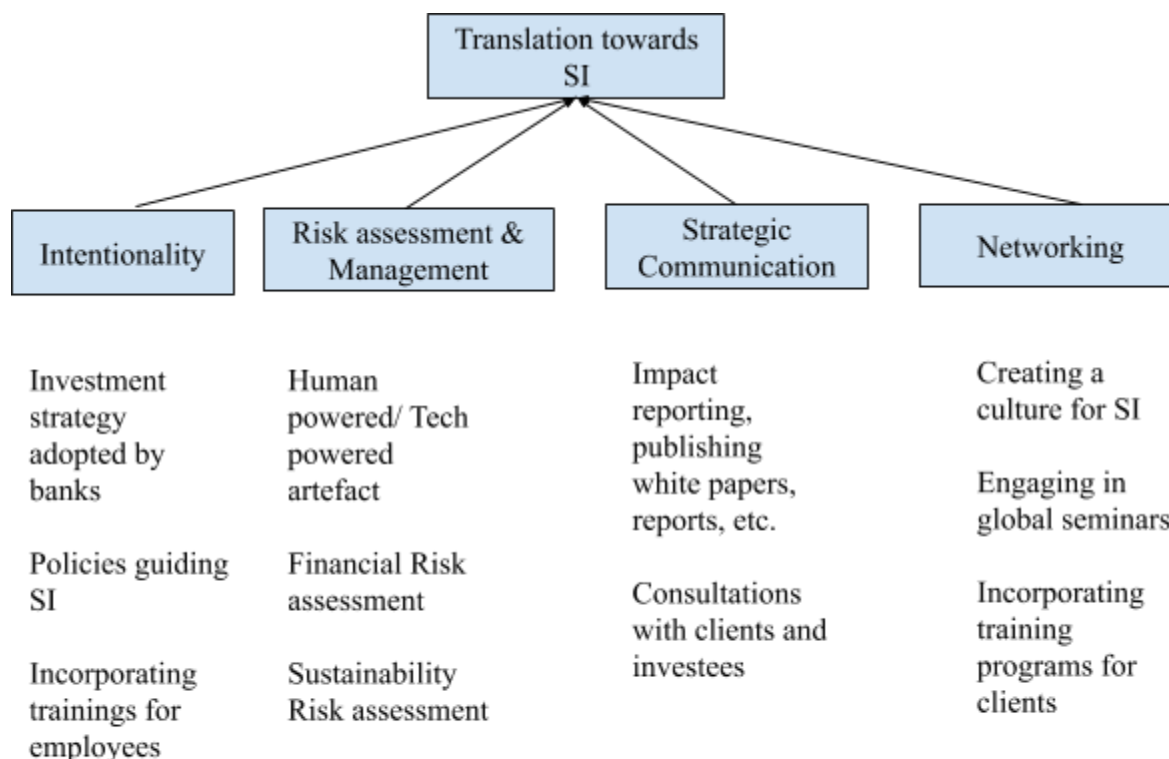 Translation towards
SI
Intentionality
Risk assessment &
Management
Strategic
Communication
Networking
Investment
strategy
adopted by
banks
Policies guiding
SI
Incorporating
trainings for
employees
Human
powered/ Tech
powered
artefact
Financial Risk
assessment
Sustainability
Risk assessment
Impact
reporting,
publishing
white papers,
reports, etc.
Consultations
with clients and
investees
Creating a
culture for SI
Engaging in
global seminars
Incorporating
training
programs for
clients